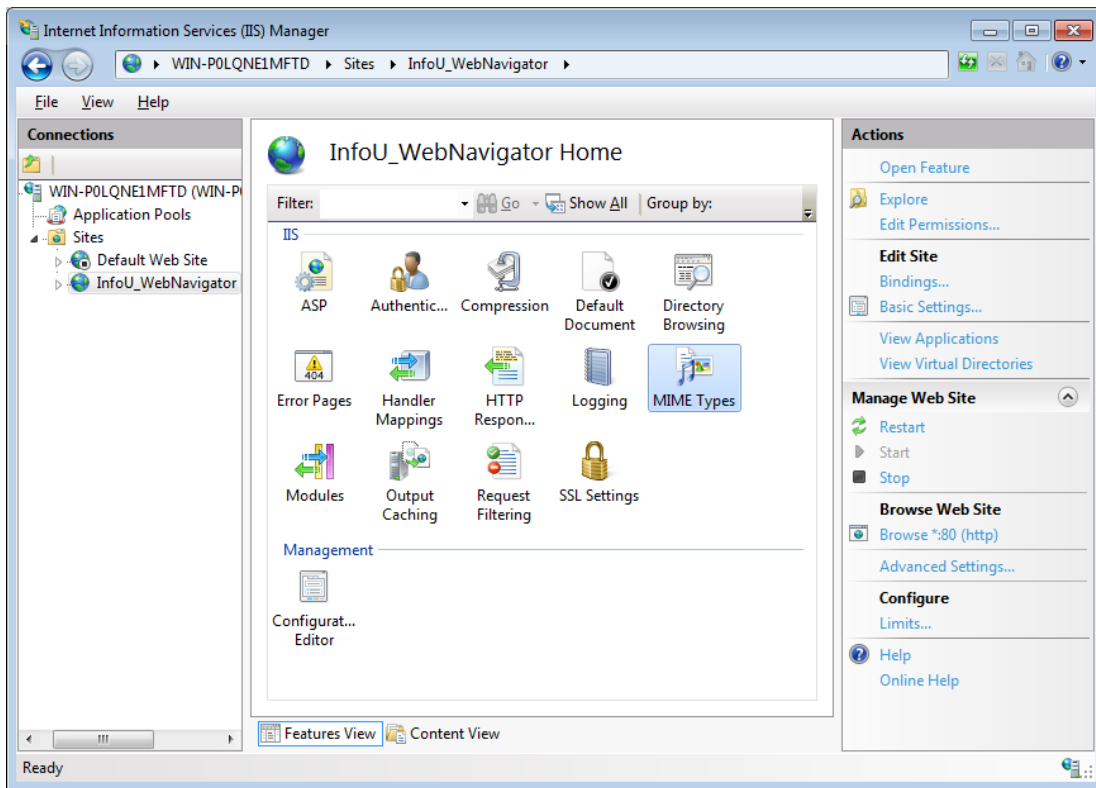 Internet Information Services (IIS) Manager
WIN-P0LQNE1MFTD Sites InfoU_WebNavigator
File View Help
Connections
WIN-P0LQNE1MFTD (WIN-P
Application Pools
Sites
Default Web Site
InfoU_WebNavigator
InfoU_WebNavigator Home
Filter: Go Show All Group by:
IIS
ASP Authentic... Compression Default Document Directory Browsing
Error Pages Handler Mappings HTTP Respon... Logging MIME Types
Modules Output Caching Request Filtering SSL Settings
Management
Configurat... Editor
Features View Content View
Actions
Open Feature
Explore
Edit Permissions...
Edit Site
Bindings...
Basic Settings...
View Applications
View Virtual Directories
Manage Web Site
Restart
Start
Stop
Browse Web Site
Browse *:80 (http)
Advanced Settings...
Configure
Limits...
Help
Online Help
Ready